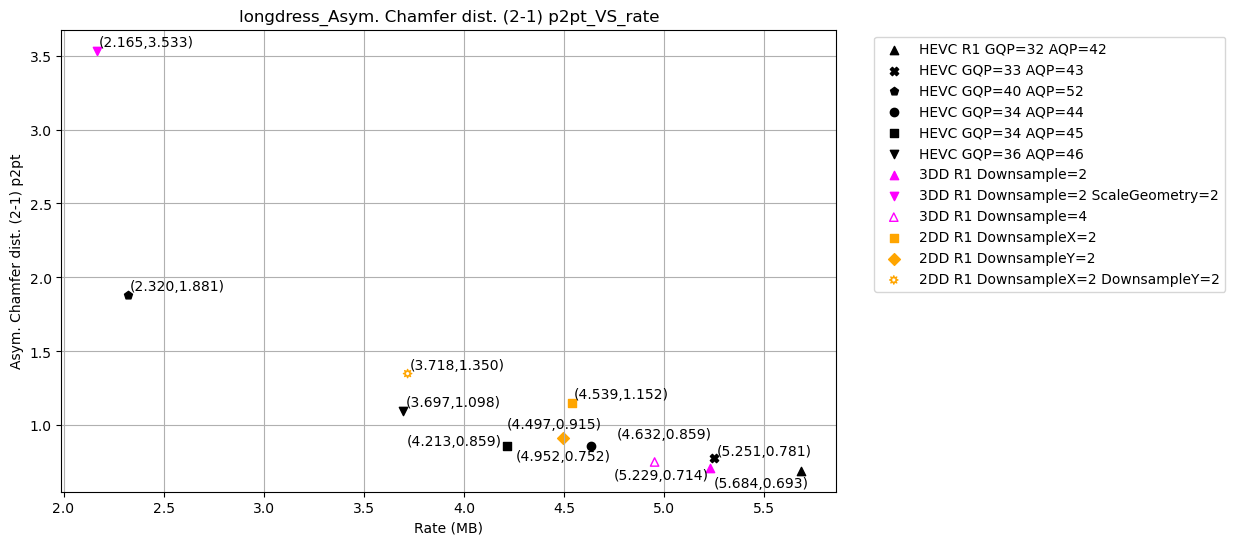 longdress_Asym. Chamfer dist. (2-1) p2pt_VS_rate
Asym. Chamfer dist. (2-1) p2pt
3.5
3.0
2.5
2.0
1.5
1.0
(2.165,3.533)
(2.320,1.881)
(3.718,1.350)
(3.697,1.098)
(4.539,1.152)
(4.497,0.915)
(4.632,0.859)
(4.213,0.859)
(4.952,0.752)
(5.251,0.781)
(5.229,0.714)
(5.684,0.693)
2.0
2.5
3.0
3.5
4.0
4.5
5.0
5.5
Rate (MB)
HEVC R1 GQP=32 AQP=42
HEVC GQP=33 AQP=43
HEVC GQP=40 AQP=52
HEVC GQP=34 AQP=44
HEVC GQP=34 AQP=45
HEVC GQP=36 AQP=46
3DD R1 Downsample=2
3DD R1 Downsample=2 ScaleGeometry=2
3DD R1 Downsample=4
2DD R1 DownsampleX=2
2DD R1 DownsampleY=2
2DD R1 DownsampleX=2 DownsampleY=2